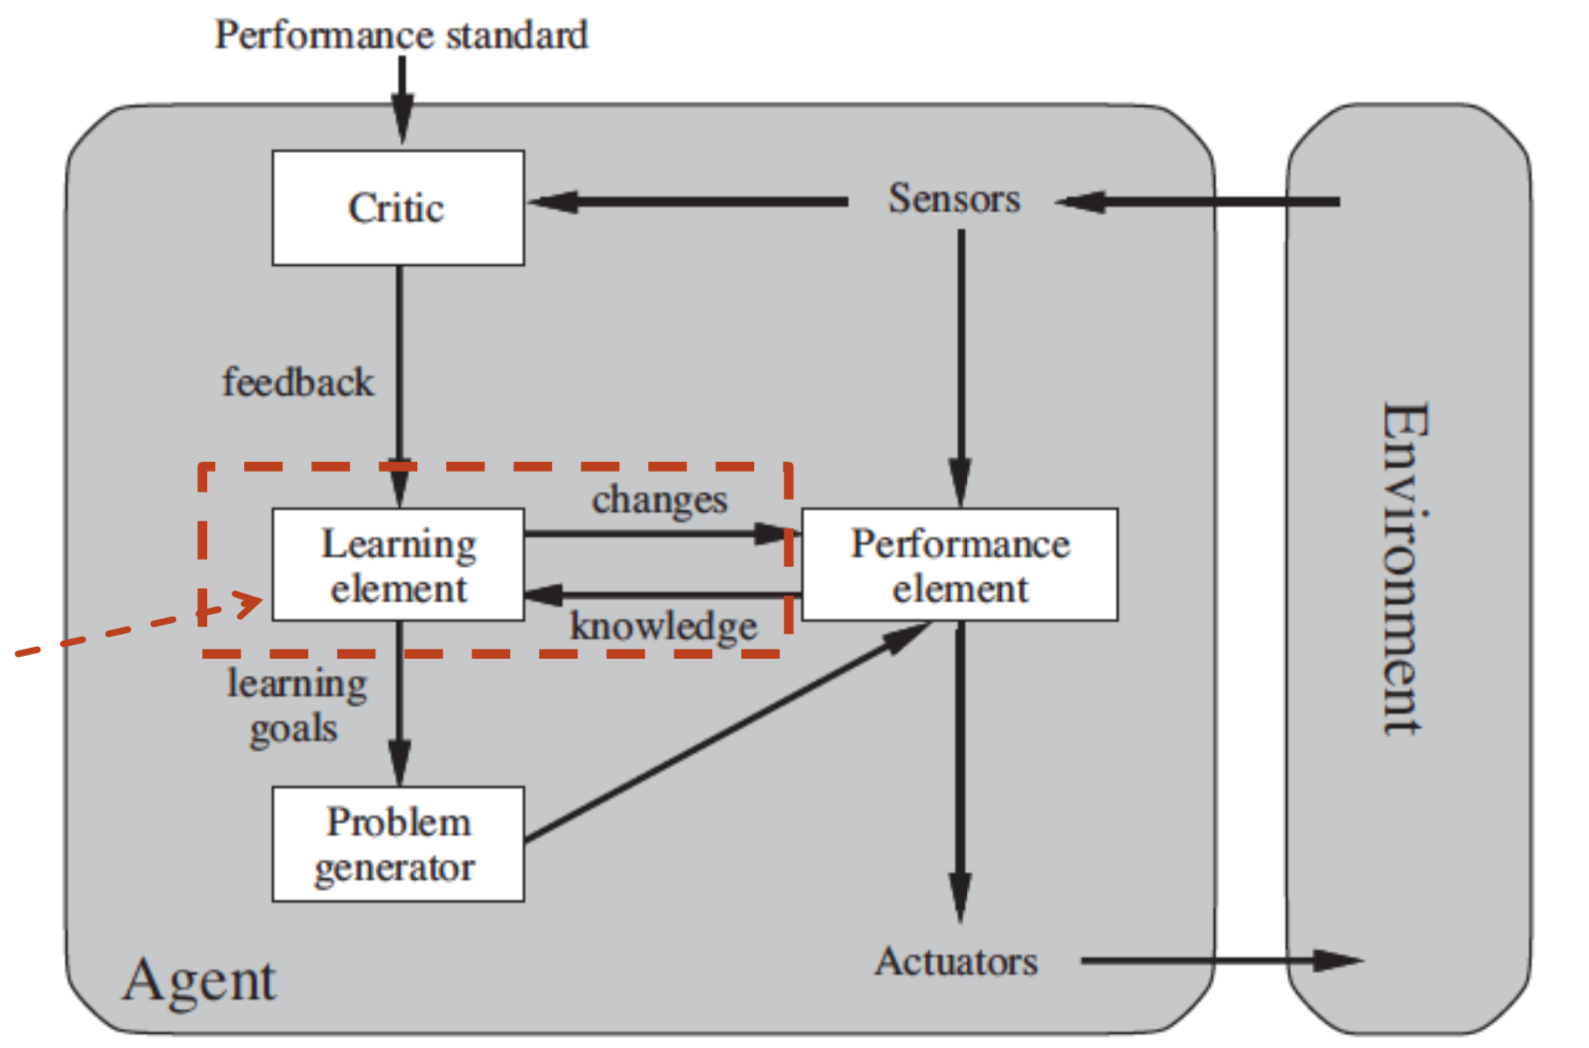 Performance standard
Critic
Sensors
feedback
changes
Learning
element
Performance
element
knowledge
learning
goals
Problem
generator
Agent
Actuators
Environment